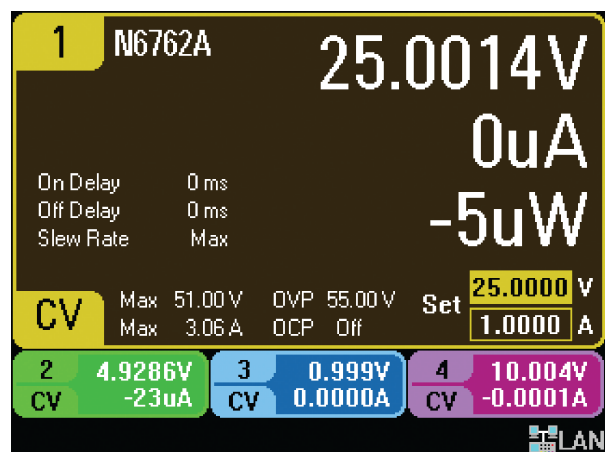 1 N6762A 25.0014V
0uA
-5uW
On Delay 0 ms
Off Delay 0 ms
Slew Rate Max
CV Max 51.00 V OVP 55.00 V Set 25.0000 V
Max 3.06 A OCP Off 1.0000 A
2 4.9286V 3 0.999V 4 10.004V
CV -23uA CV 0.0000A CV -0.0001A
LAN